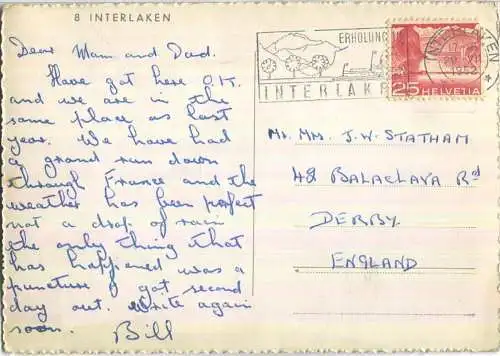 8 INTERLAKEN
Dear Mam and Dad.
Have got here O.K.
and we are in the
same place as last
year. We have had
a grand run down
through France and the
weather has been perfect
not a drop of rain
the only thing that
has happened was a
puncture I got second
day out. Write again
soon. Bill
ERHOLUNG
INTERLAKE
INTERLAKEN
25 HELVETIA
Mr. Mrs. J.W. STATHAM
48 BALACLAVA Rd
DERBY
ENGLAND